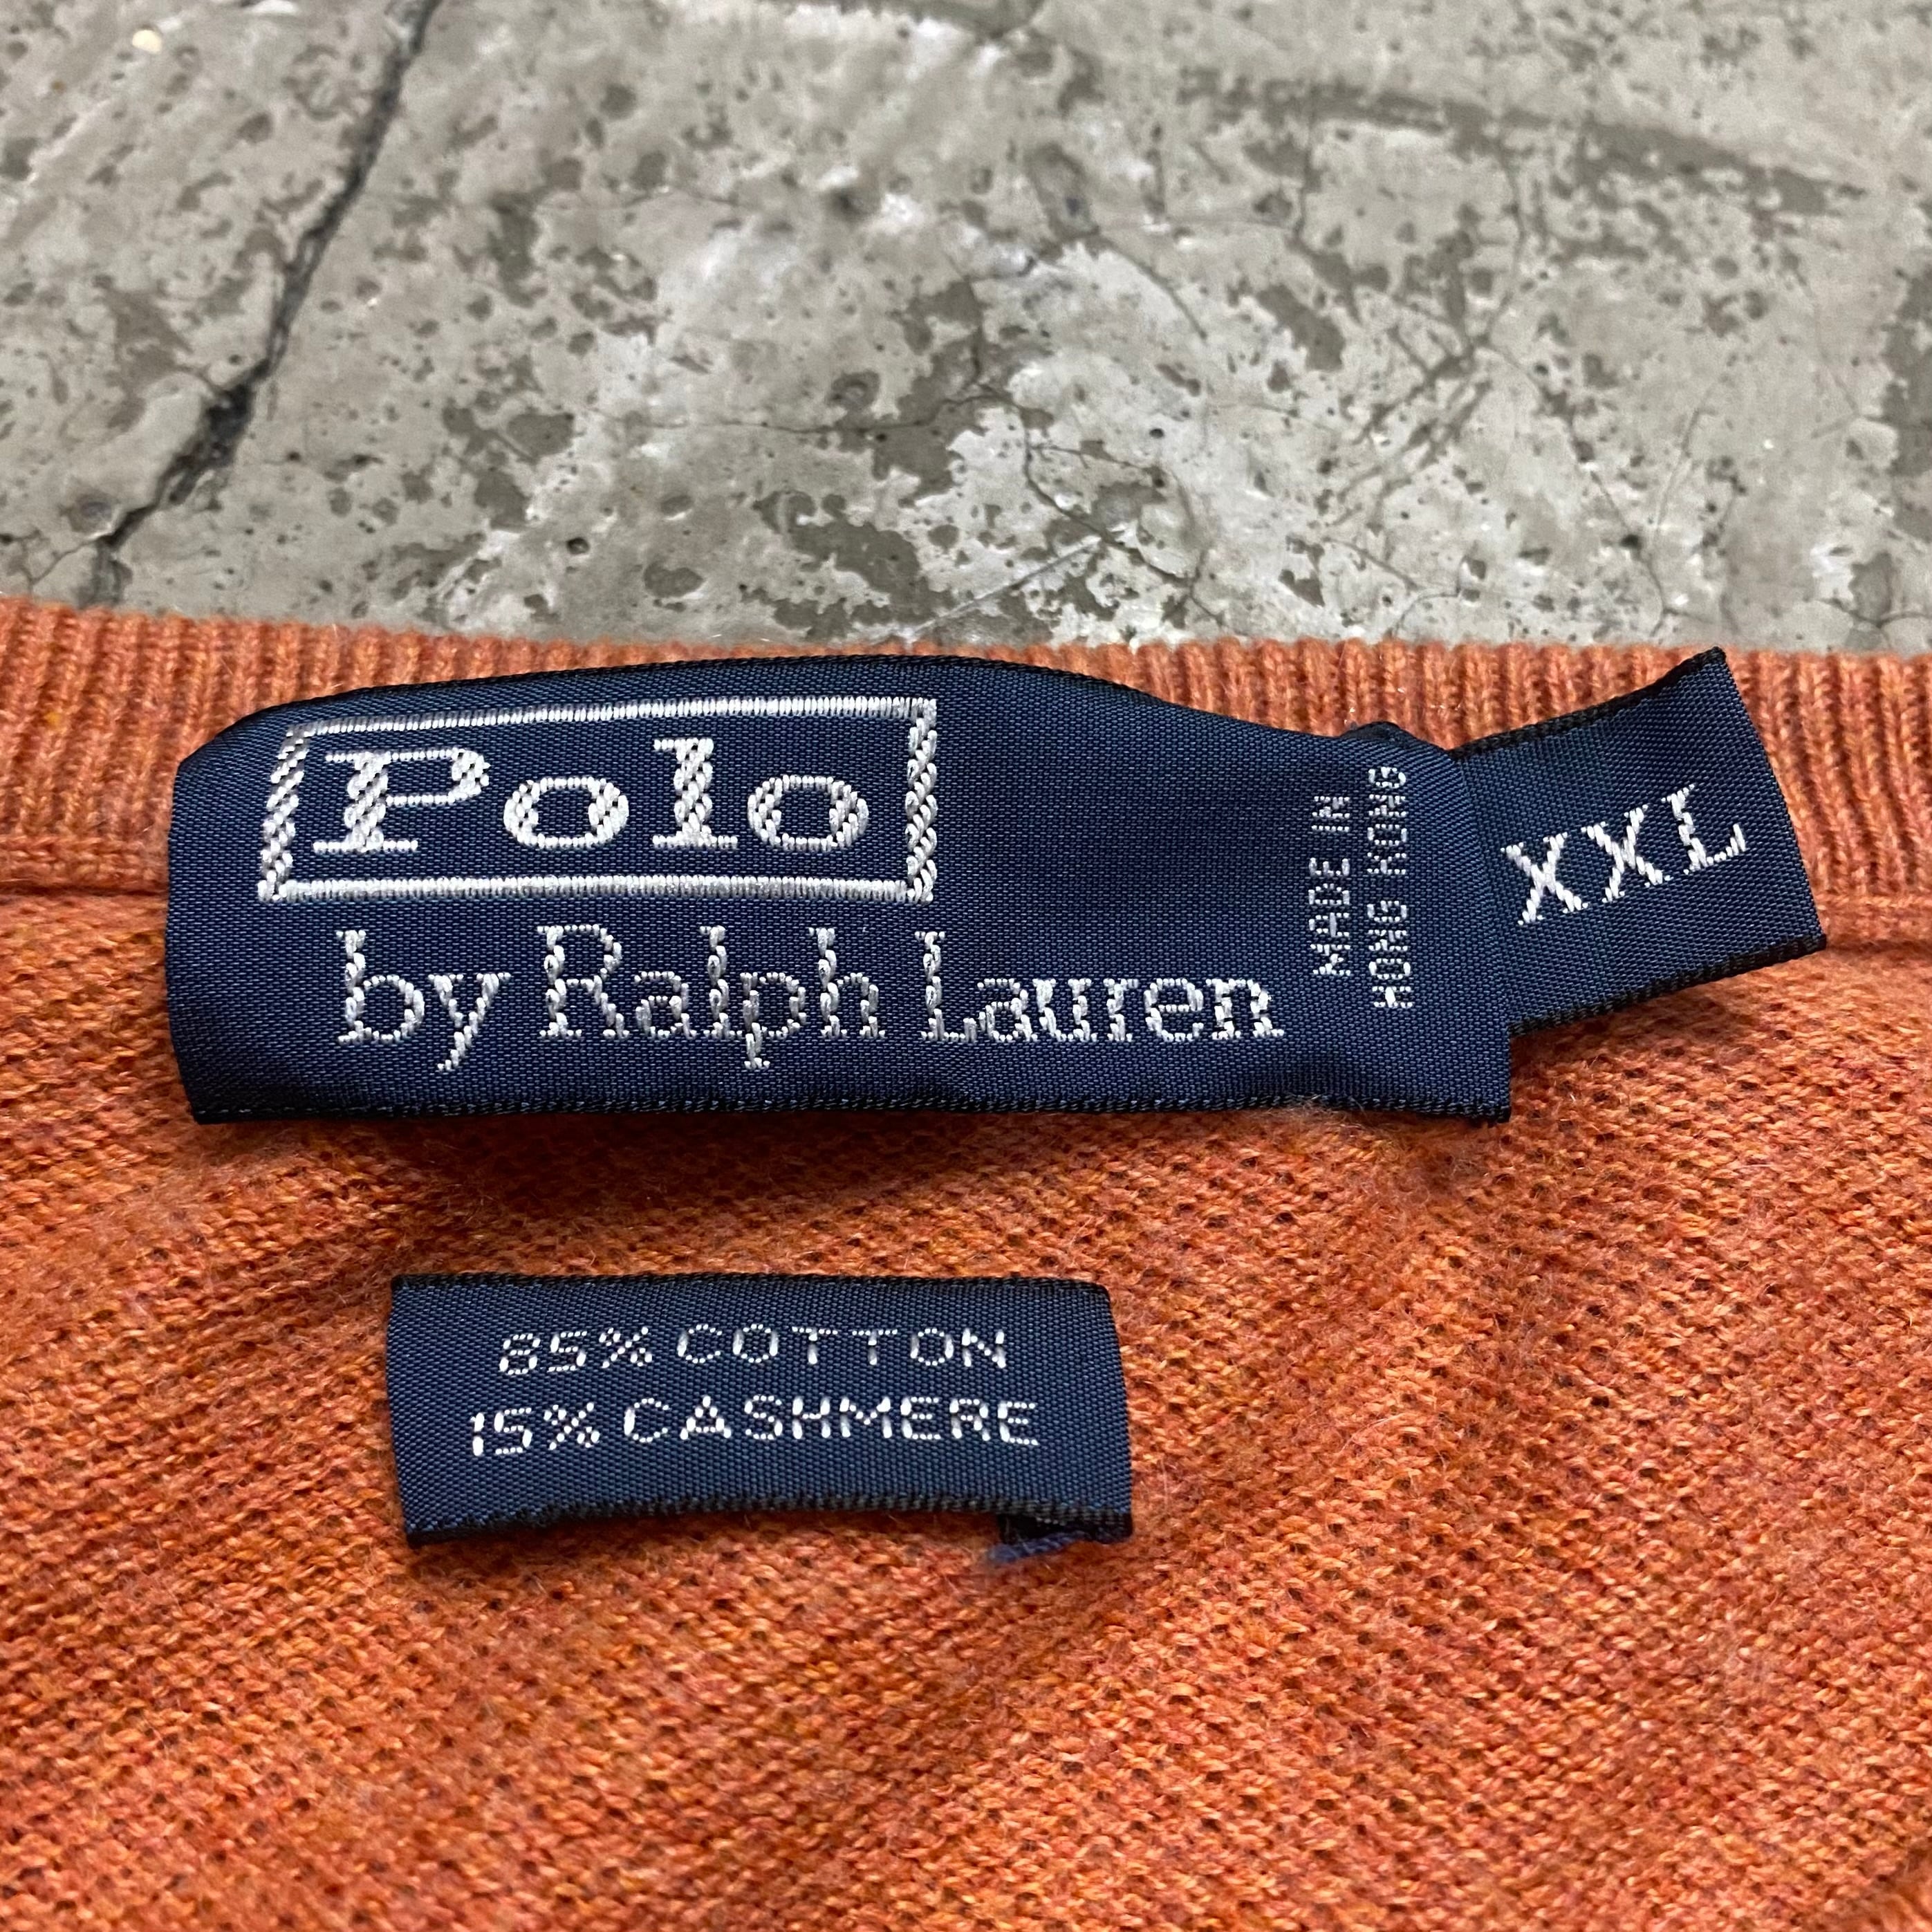 Polo
by Ralph Lauren
MADE IN
HONG KONG
XXL
85% COTTON
15% CASHMERE